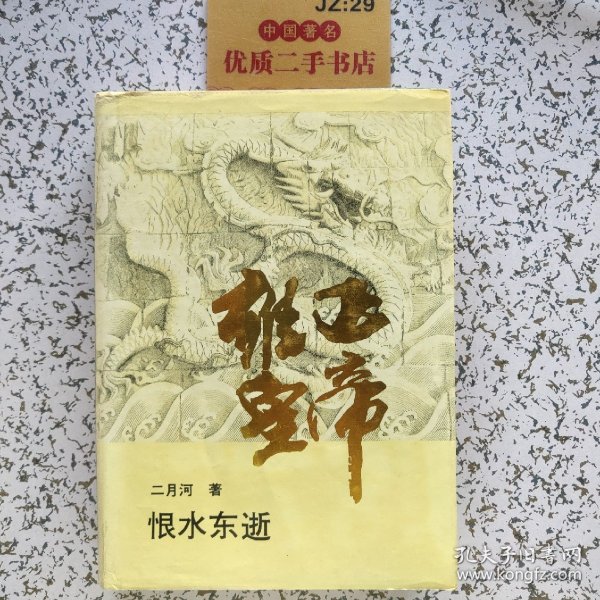 JZ:29
中国著名
优质二手书店
雍正
皇帝
二月河 著
恨水东逝
孔夫子旧书网
www.kongfz.com